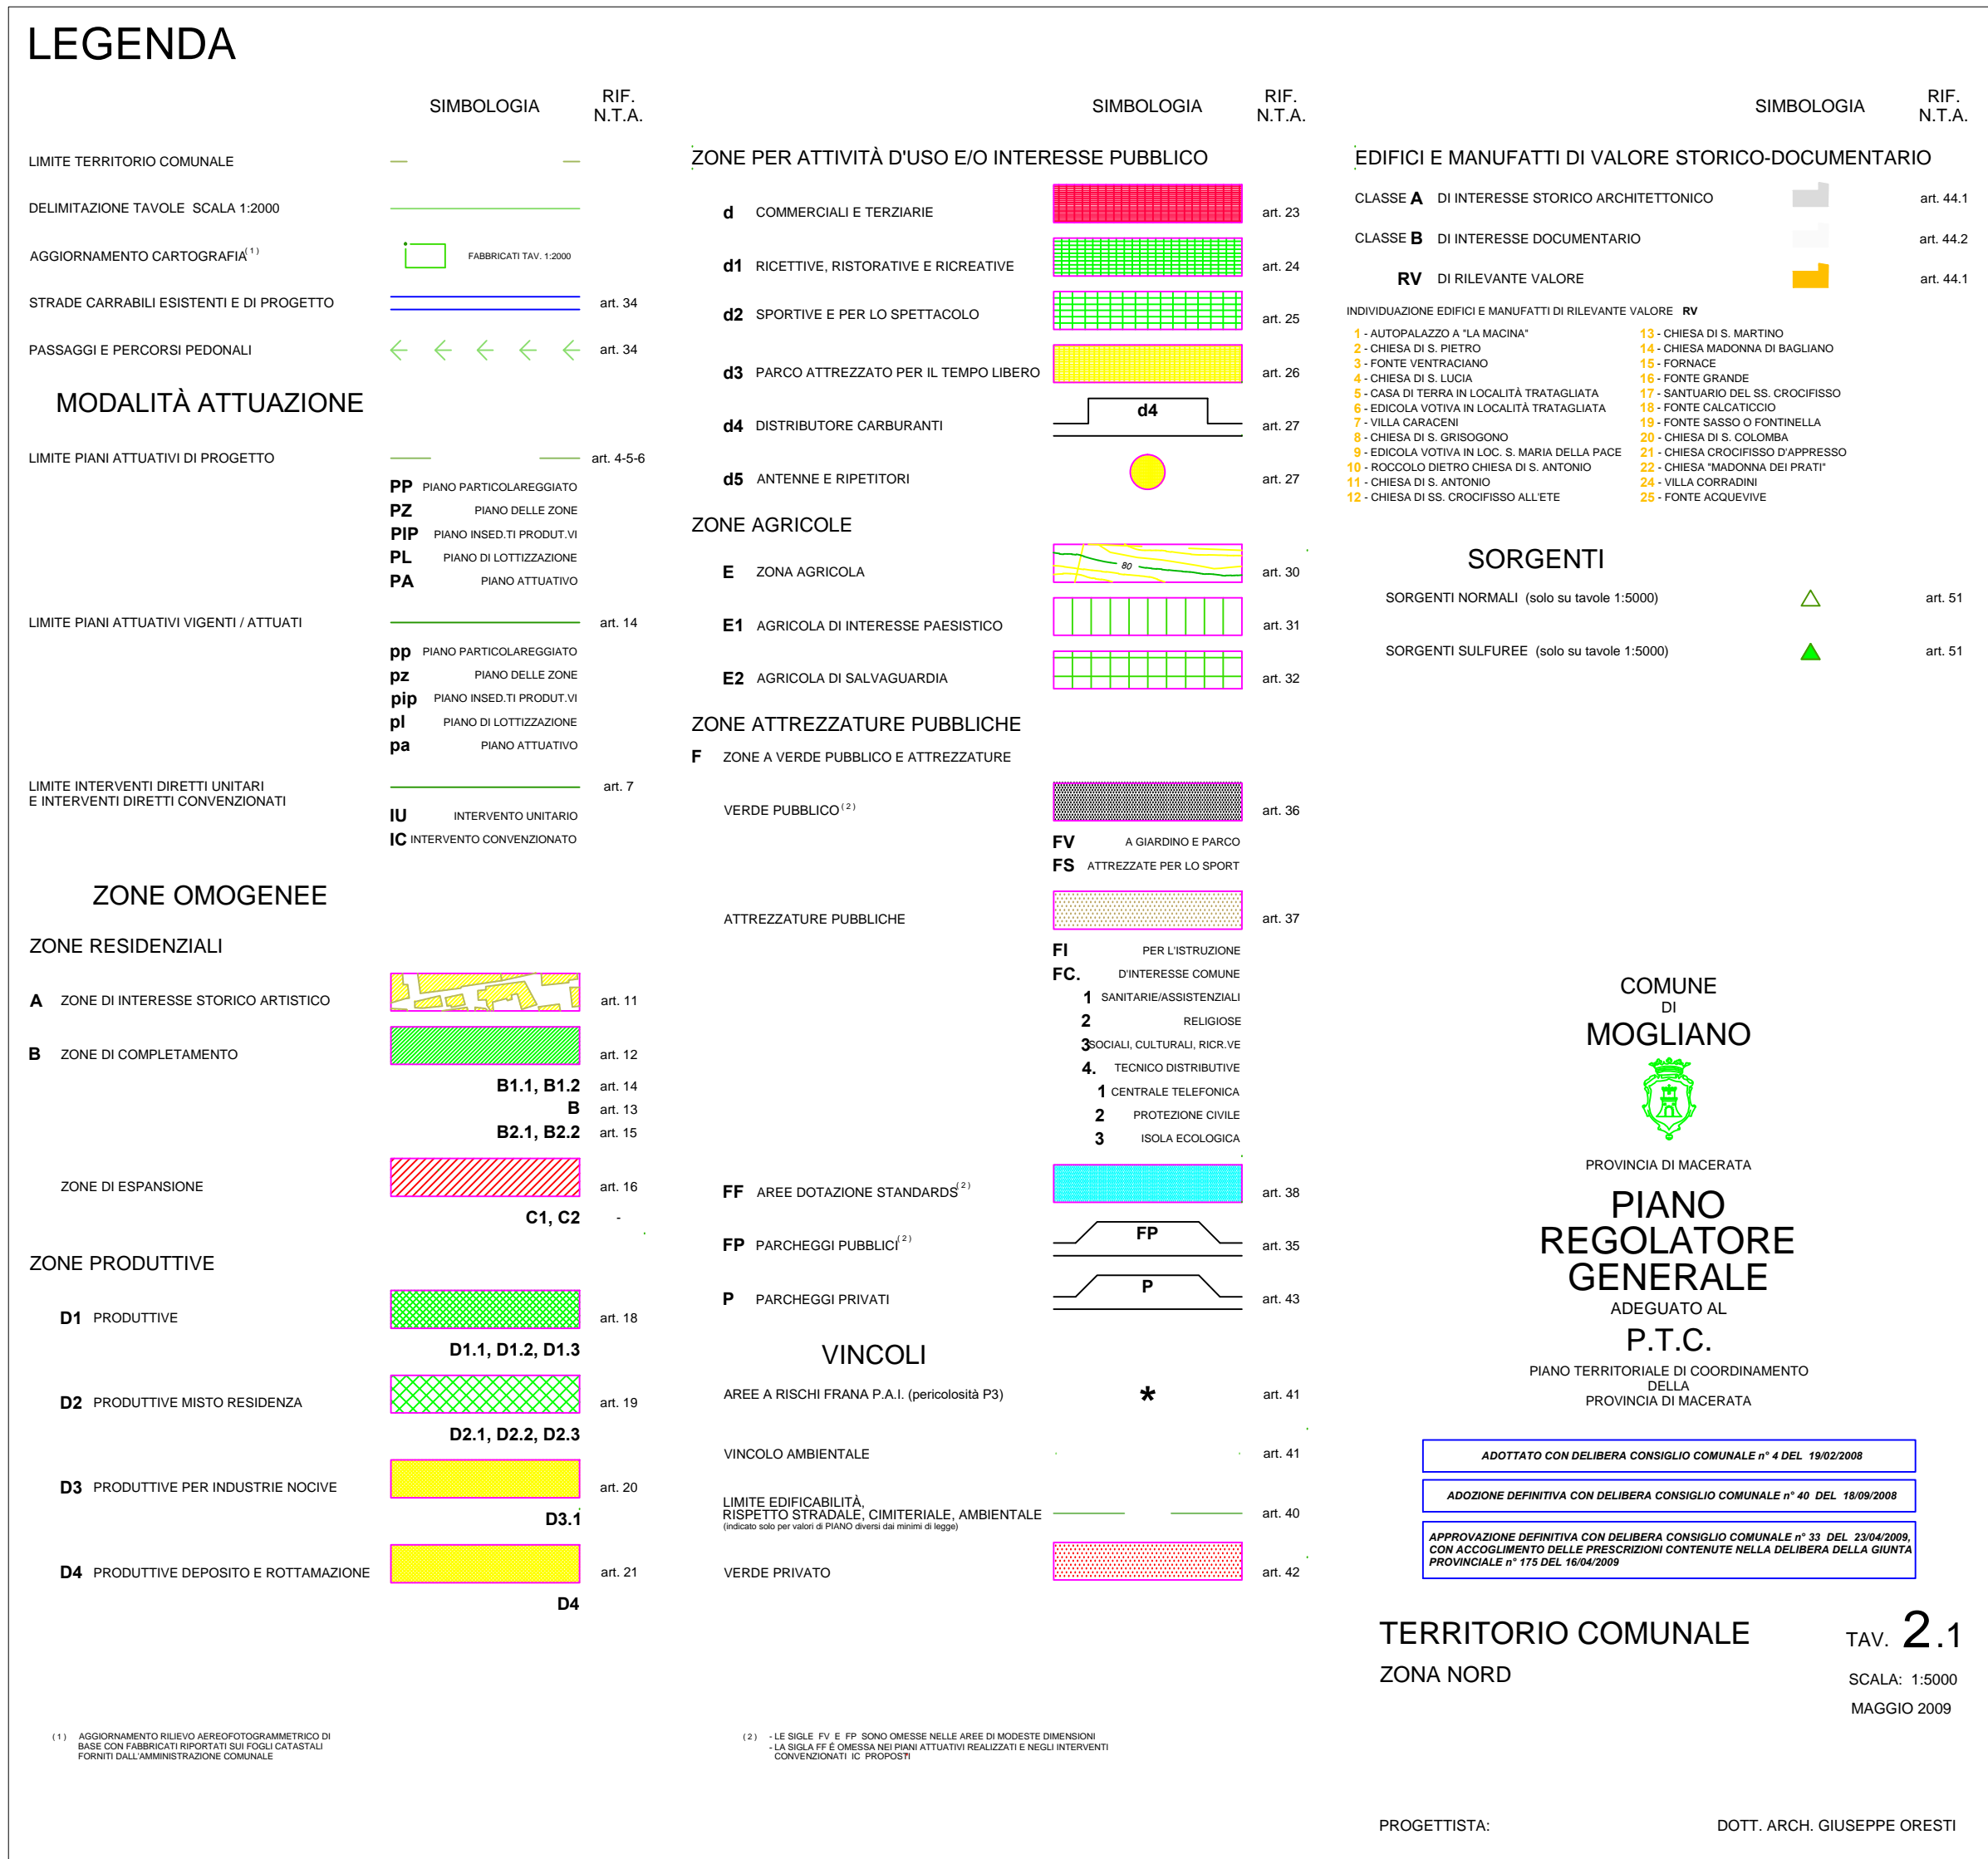 LEGENDA
SIMBOLOGIA
RIF.
N.T.A.
LIMITE TERRITORIO COMUNALE
DELIMITAZIONE TAVOLE SCALA 1:2000
AGGIORNAMENTO CARTOGRAFIA(1)
FABBRICATI TAV. 1:2000
STRADE CARRABILI ESISTENTI E DI PROGETTO art. 34
PASSAGGI E PERCORSI PEDONALI art. 34
MODALITÀ ATTUAZIONE
LIMITE PIANI ATTUATIVI DI PROGETTO art. 4-5-6
PP PIANO PARTICOLAREGGIATO
PZ PIANO DELLE ZONE
PIP PIANO INSED.TI PRODUT.VI
PL PIANO DI LOTTIZZAZIONE
PA PIANO ATTUATIVO
LIMITE PIANI ATTUATIVI VIGENTI / ATTUATI art. 14
pp PIANO PARTICOLAREGGIATO
pz PIANO DELLE ZONE
pip PIANO INSED.TI PRODUT.VI
pl PIANO DI LOTTIZZAZIONE
pa PIANO ATTUATIVO
LIMITE INTERVENTI DIRETTI UNITARI art. 7
E INTERVENTI DIRETTI CONVENZIONATI
IU INTERVENTO UNITARIO
IC INTERVENTO CONVENZIONATO
ZONE OMOGENEE
ZONE RESIDENZIALI
A ZONE DI INTERESSE STORICO ARTISTICO art. 11
B ZONE DI COMPLETAMENTO art. 12
B1.1, B1.2 art. 14
B art. 13
B2.1, B2.2 art. 15
ZONE DI ESPANSIONE art. 16
C1, C2 -
ZONE PRODUTTIVE
D1 PRODUTTIVE art. 18
D1.1, D1.2, D1.3
D2 PRODUTTIVE MISTO RESIDENZA art. 19
D2.1, D2.2, D2.3
D3 PRODUTTIVE PER INDUSTRIE NOCIVE art. 20
D3.1
D4 PRODUTTIVE DEPOSITO E ROTTAMAZIONE art. 21
D4
(1) AGGIORNAMENTO RILIEVO AEREOFOTOGRAMMETRICO DI
BASE CON FABBRICATI RIPORTATI SUI FOGLI CATASTALI
FORNITI DALL'AMMINISTRAZIONE COMUNALE
SIMBOLOGIA
RIF.
N.T.A.
ZONE PER ATTIVITÀ D'USO E/O INTERESSE PUBBLICO
d COMMERCIALI E TERZIARIE art. 23
d1 RICETTIVE, RISTORATIVE E RICREATIVE art. 24
d2 SPORTIVE E PER LO SPETTACOLO art. 25
d3 PARCO ATTREZZATO PER IL TEMPO LIBERO art. 26
d4 DISTRIBUTORE CARBURANTI d4 art. 27
d5 ANTENNE E RIPETITORI art. 27
ZONE AGRICOLE
E ZONA AGRICOLA 80 art. 30
E1 AGRICOLA DI INTERESSE PAESISTICO art. 31
E2 AGRICOLA DI SALVAGUARDIA art. 32
ZONE ATTREZZATURE PUBBLICHE
F ZONE A VERDE PUBBLICO E ATTREZZATURE
VERDE PUBBLICO(2) art. 36
FV A GIARDINO E PARCO
FS ATTREZZATE PER LO SPORT
ATTREZZATURE PUBBLICHE art. 37
FI PER L'ISTRUZIONE
FC. D'INTERESSE COMUNE
1 SANITARIE/ASSISTENZIALI
2 RELIGIOSE
3 SOCIALI, CULTURALI, RICR.VE
4. TECNICO DISTRIBUTIVE
1 CENTRALE TELEFONICA
2 PROTEZIONE CIVILE
3 ISOLA ECOLOGICA
FF AREE DOTAZIONE STANDARDS(2) art. 38
FP PARCHEGGI PUBBLICI(2) FP art. 35
P PARCHEGGI PRIVATI P art. 43
VINCOLI
AREE A RISCHI FRANA P.A.I. (pericolosità P3) * art. 41
VINCOLO AMBIENTALE art. 41
LIMITE EDIFICABILITÀ,
RISPETTO STRADALE, CIMITERIALE, AMBIENTALE art. 40
(indicato solo per valori di PIANO diversi dai minimi di legge)
VERDE PRIVATO art. 42
(2) - LE SIGLE FV E FP SONO OMESSE NELLE AREE DI MODESTE DIMENSIONI
- LA SIGLA FF É OMESSA NEI PIANI ATTUATIVI REALIZZATI E NEGLI INTERVENTI
CONVENZIONATI IC PROPOSTI
SIMBOLOGIA
RIF.
N.T.A.
EDIFICI E MANUFATTI DI VALORE STORICO-DOCUMENTARIO
CLASSE A DI INTERESSE STORICO ARCHITETTONICO art. 44.1
CLASSE B DI INTERESSE DOCUMENTARIO art. 44.2
RV DI RILEVANTE VALORE art. 44.1
INDIVIDUAZIONE EDIFICI E MANUFATTI DI RILEVANTE VALORE RV
1 - AUTOPALAZZO A "LA MACINA"
2 - CHIESA DI S. PIETRO
3 - FONTE VENTRACIANO
4 - CHIESA DI S. LUCIA
5 - CASA DI TERRA IN LOCALITÀ TRATAGLIATA
6 - EDICOLA VOTIVA IN LOCALITÀ TRATAGLIATA
7 - VILLA CARACENI
8 - CHIESA DI S. GRISOGONO
9 - EDICOLA VOTIVA IN LOC. S. MARIA DELLA PACE
10 - ROCCOLO DIETRO CHIESA DI S. ANTONIO
11 - CHIESA DI S. ANTONIO
12 - CHIESA DI SS. CROCIFISSO ALL'ETE
13 - CHIESA DI S. MARTINO
14 - CHIESA MADONNA DI BAGLIANO
15 - FORNACE
16 - FONTE GRANDE
17 - SANTUARIO DEL SS. CROCIFISSO
18 - FONTE CALCATICCIO
19 - FONTE SASSO O FONTINELLA
20 - CHIESA DI S. COLOMBA
21 - CHIESA CROCIFISSO D'APPRESSO
22 - CHIESA "MADONNA DEI PRATI"
24 - VILLA CORRADINI
25 - FONTE ACQUEVIVE
SORGENTI
SORGENTI NORMALI (solo su tavole 1:5000) art. 51
SORGENTI SULFUREE (solo su tavole 1:5000) art. 51
COMUNE
DI
MOGLIANO
PROVINCIA DI MACERATA
PIANO
REGOLATORE
GENERALE
ADEGUATO AL
P.T.C.
PIANO TERRITORIALE DI COORDINAMENTO
DELLA
PROVINCIA DI MACERATA
ADOTTATO CON DELIBERA CONSIGLIO COMUNALE n° 4 DEL 19/02/2008
ADOZIONE DEFINITIVA CON DELIBERA CONSIGLIO COMUNALE n° 40 DEL 18/09/2008
APPROVAZIONE DEFINITIVA CON DELIBERA CONSIGLIO COMUNALE n° 33 DEL 23/04/2009,
CON ACCOGLIMENTO DELLE PRESCRIZIONI CONTENUTE NELLA DELIBERA DELLA GIUNTA
PROVINCIALE n° 175 DEL 16/04/2009
TERRITORIO COMUNALE TAV. 2.1
ZONA NORD SCALA: 1:5000
MAGGIO 2009
PROGETTISTA: DOTT. ARCH. GIUSEPPE ORESTI